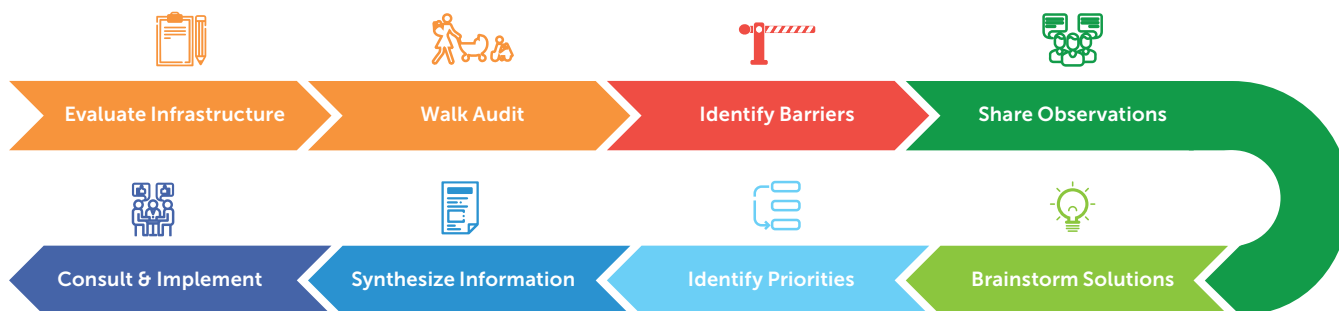 Evaluate Infrastructure
Walk Audit
Identify Barriers
Share Observations
Brainstorm Solutions
Identify Priorities
Synthesize Information
Consult & Implement